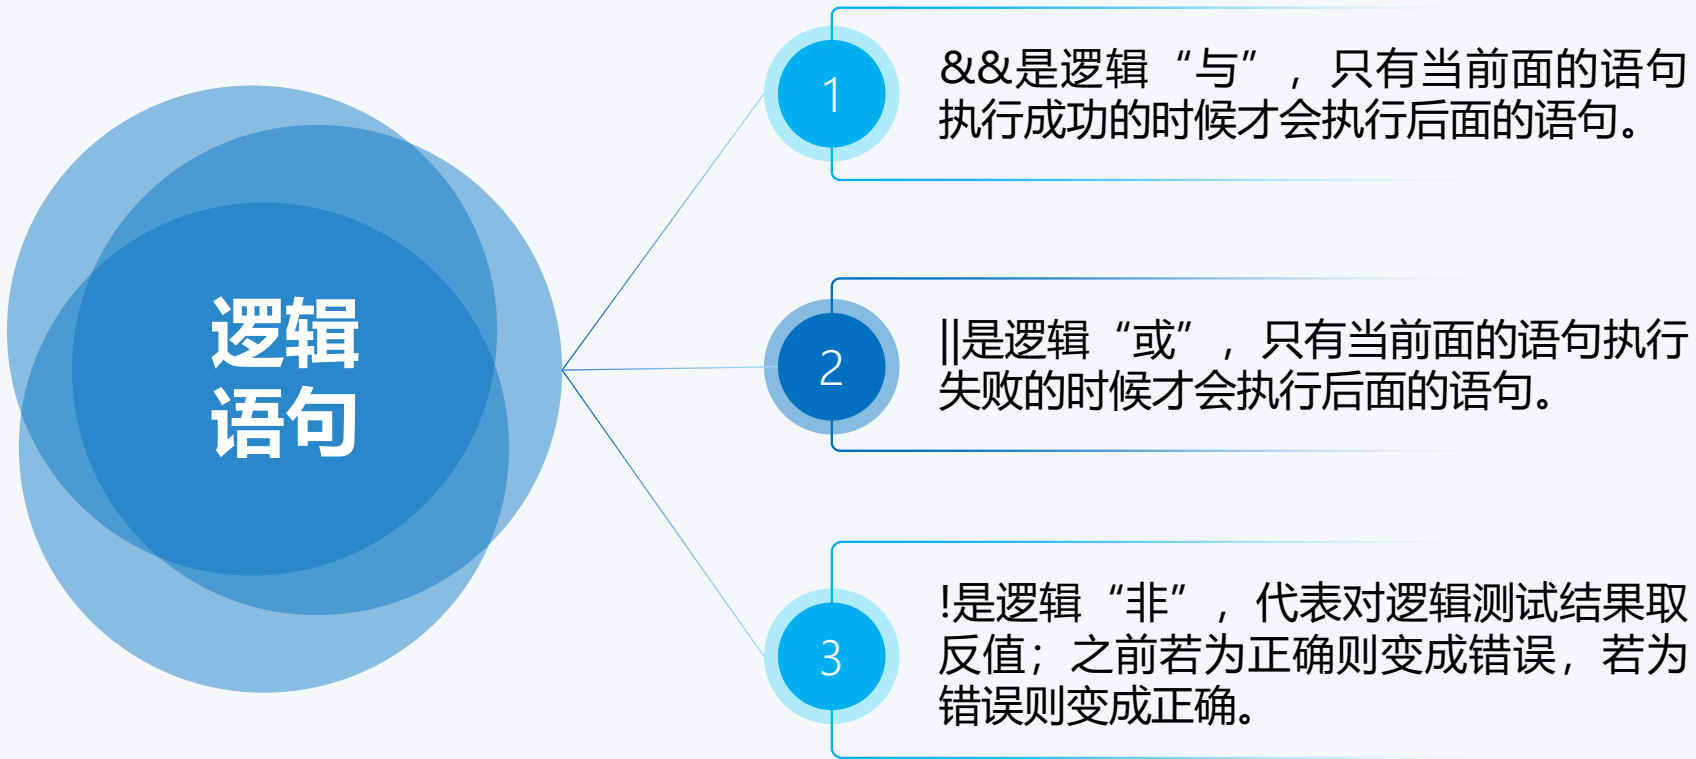 逻辑
语句
1
&&是逻辑“与”，只有当前面的语句
执行成功的时候才会执行后面的语句。
2
||是逻辑“或”，只有当前面的语句执行
失败的时候才会执行后面的语句。
3
!是逻辑“非”，代表对逻辑测试结果取
反值；之前若为正确则变成错误，若为
错误则变成正确。